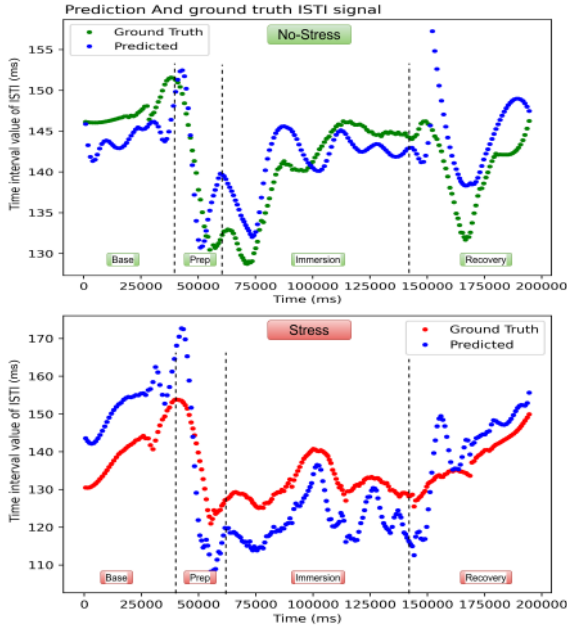 Prediction And ground truth ISTI signal
No-Stress
Ground Truth
Predicted
Time interval value of ISTI (ms)
155
150
145
140
135
130
Base
Prep
Immersion
Recovery
0 25000 50000 75000 100000 125000 150000 175000 200000
Time (ms)
Stress
Ground Truth
Predicted
Time interval value of ISTI (ms)
170
160
150
140
130
120
110
Base
Prep
Immersion
Recovery
0 25000 50000 75000 100000 125000 150000 175000 200000
Time (ms)